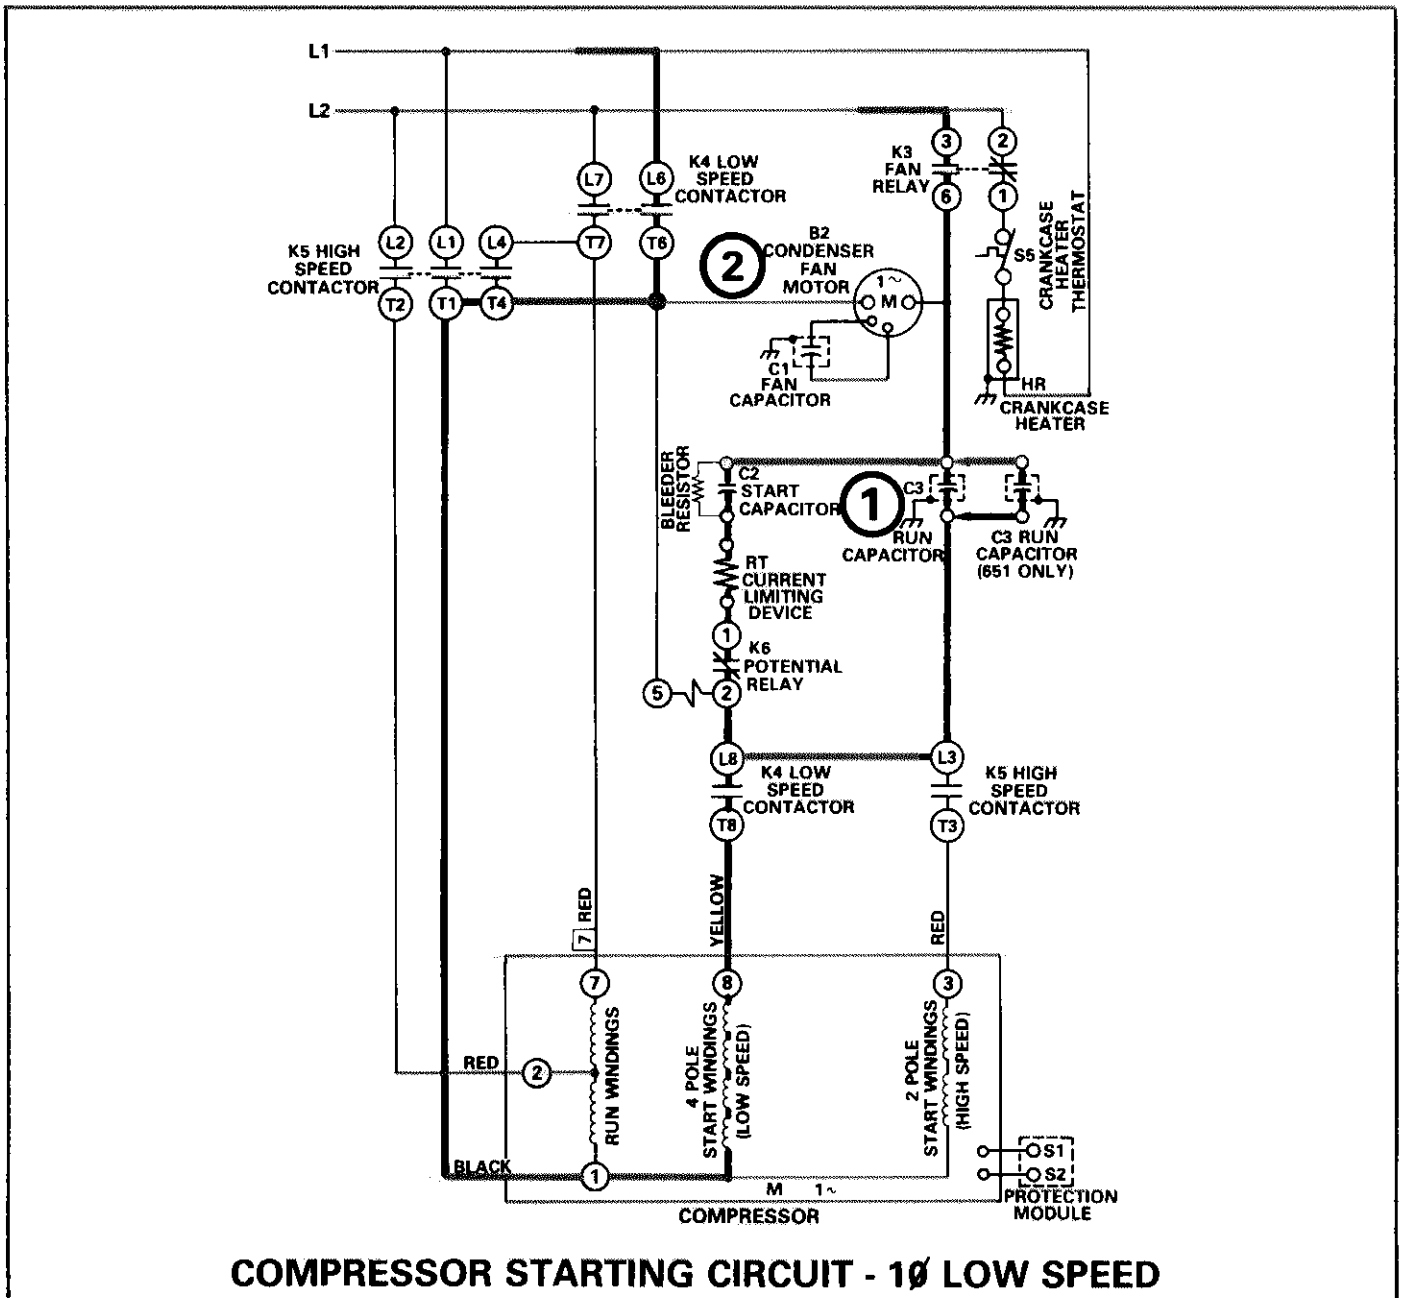 L1
L2
K4 LOW
SPEED
CONTACTOR
L7
L6
T7
T6
K3
FAN
RELAY
3
2
6
1
K5 HIGH
SPEED
CONTACTOR
L2
L1
L4
T2
T1
T4
2
B2
CONDENSER
FAN
MOTOR
1~
M
S5
CRANKCASE
HEATER
THERMOSTAT
C1
FAN
CAPACITOR
HR
CRANKCASE
HEATER
BLEEDER
RESISTOR
C2
START
CAPACITOR
1
C3
RUN
CAPACITOR
C3 RUN
CAPACITOR
(651 ONLY)
RT
CURRENT
LIMITING
DEVICE
1
K6
POTENTIAL
RELAY
5
2
L8
L3
K4 LOW
SPEED
CONTACTOR
K5 HIGH
SPEED
CONTACTOR
T8
T3
7
RED
YELLOW
RED
7
8
3
RED
2
RUN WINDINGS
4 POLE
START WINDINGS
(LOW SPEED)
2 POLE
START WINDINGS
(HIGH SPEED)
BLACK
1
M 1~
S1
S2
PROTECTION
MODULE
COMPRESSOR
COMPRESSOR STARTING CIRCUIT - 1Ø LOW SPEED